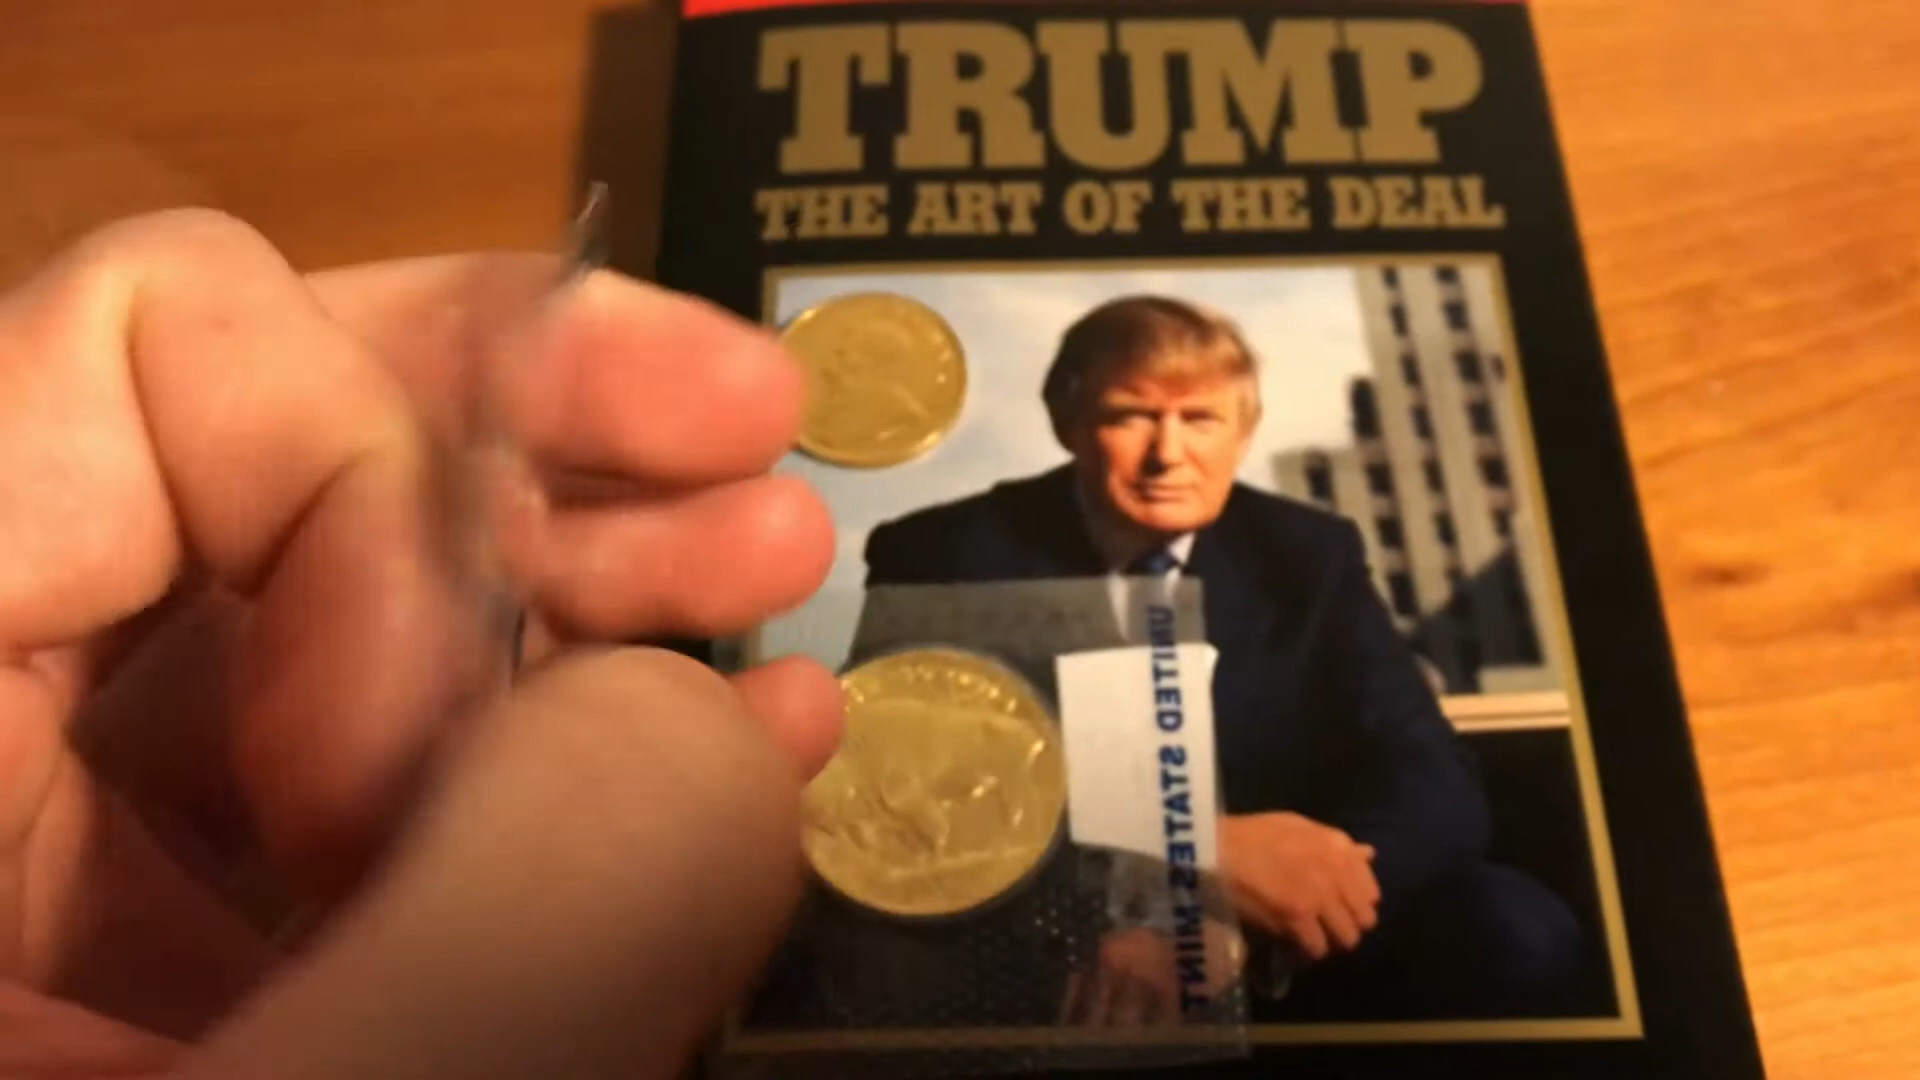 TRUMP
THE ART OF THE DEAL
UNITED STATES MINT